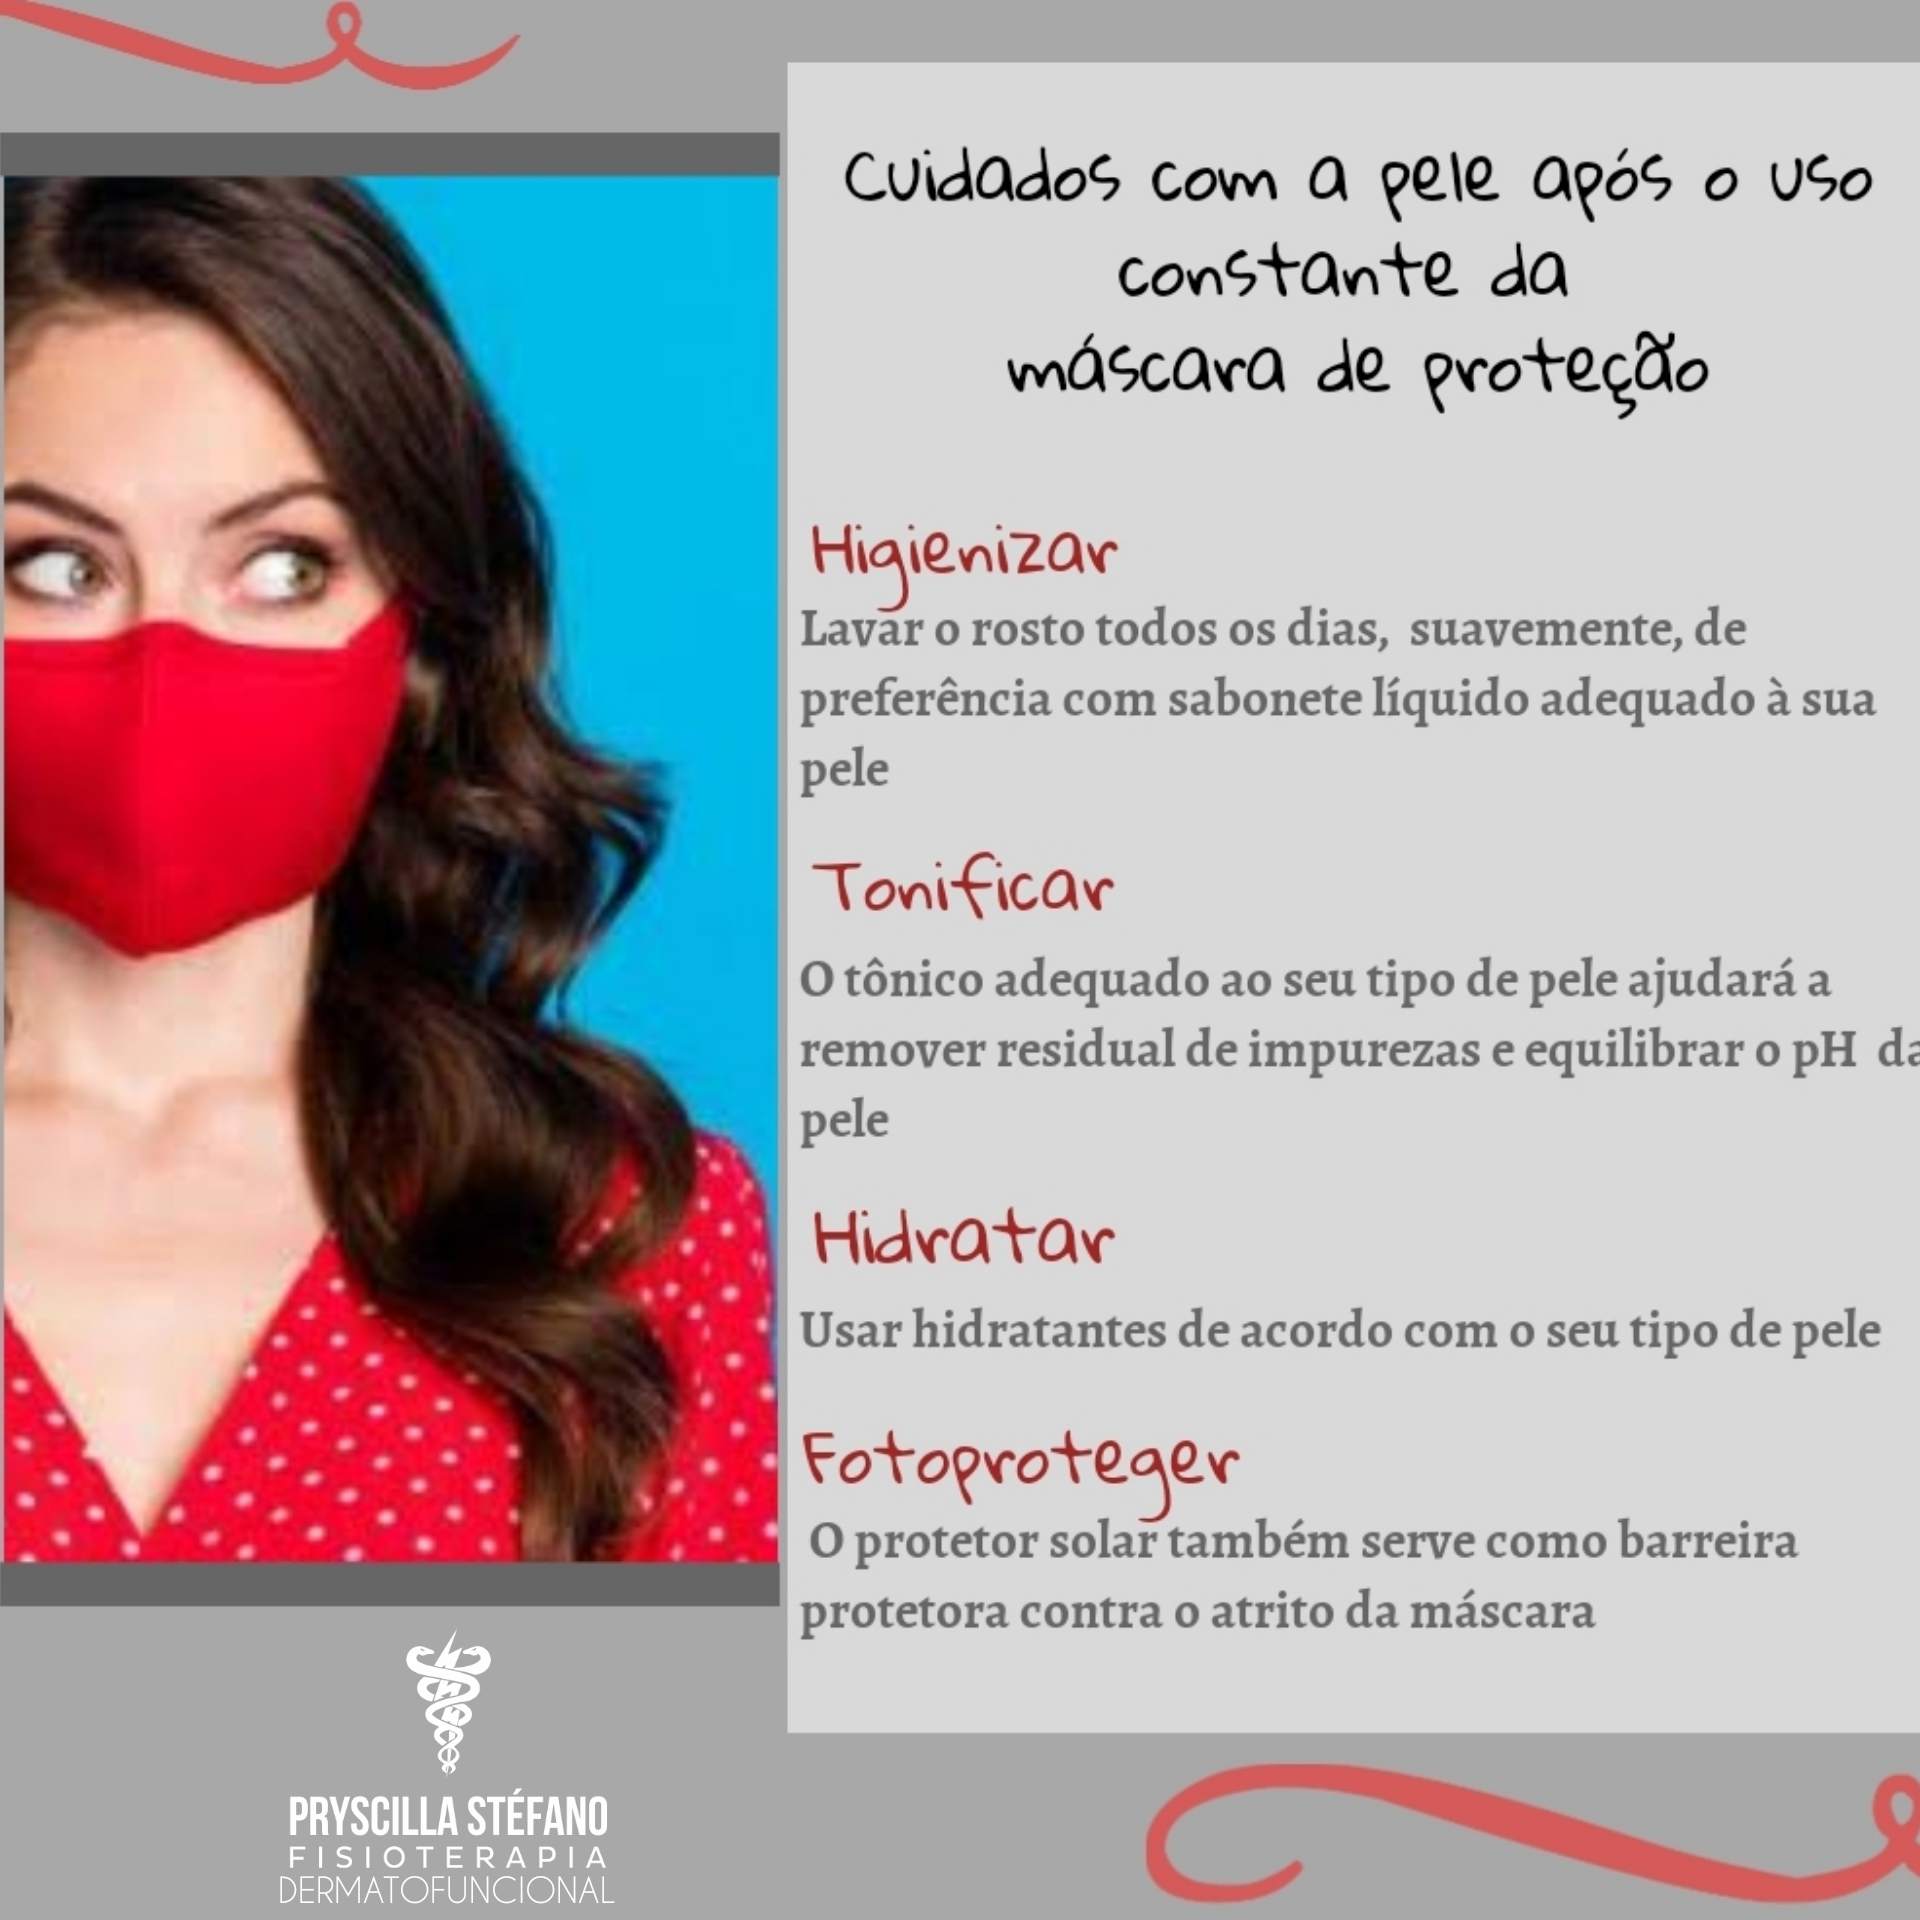 Cuidados com a pele após o uso
constante da
máscara de proteção
Higienizar
Lavar o rosto todos os dias, suavemente, de
preferência com sabonete líquido adequado à sua
pele
Tonificar
O tônico adequado ao seu tipo de pele ajudará a
remover residual de impurezas e equilibrar o pH da
pele
Hidratar
Usar hidratantes de acordo com o seu tipo de pele
Fotoproteger
O protetor solar também serve como barreira
protetora contra o atrito da máscara
PRYSCILLA STÉFANO
FISIOTERAPIA
DERMATOFUNCIONAL